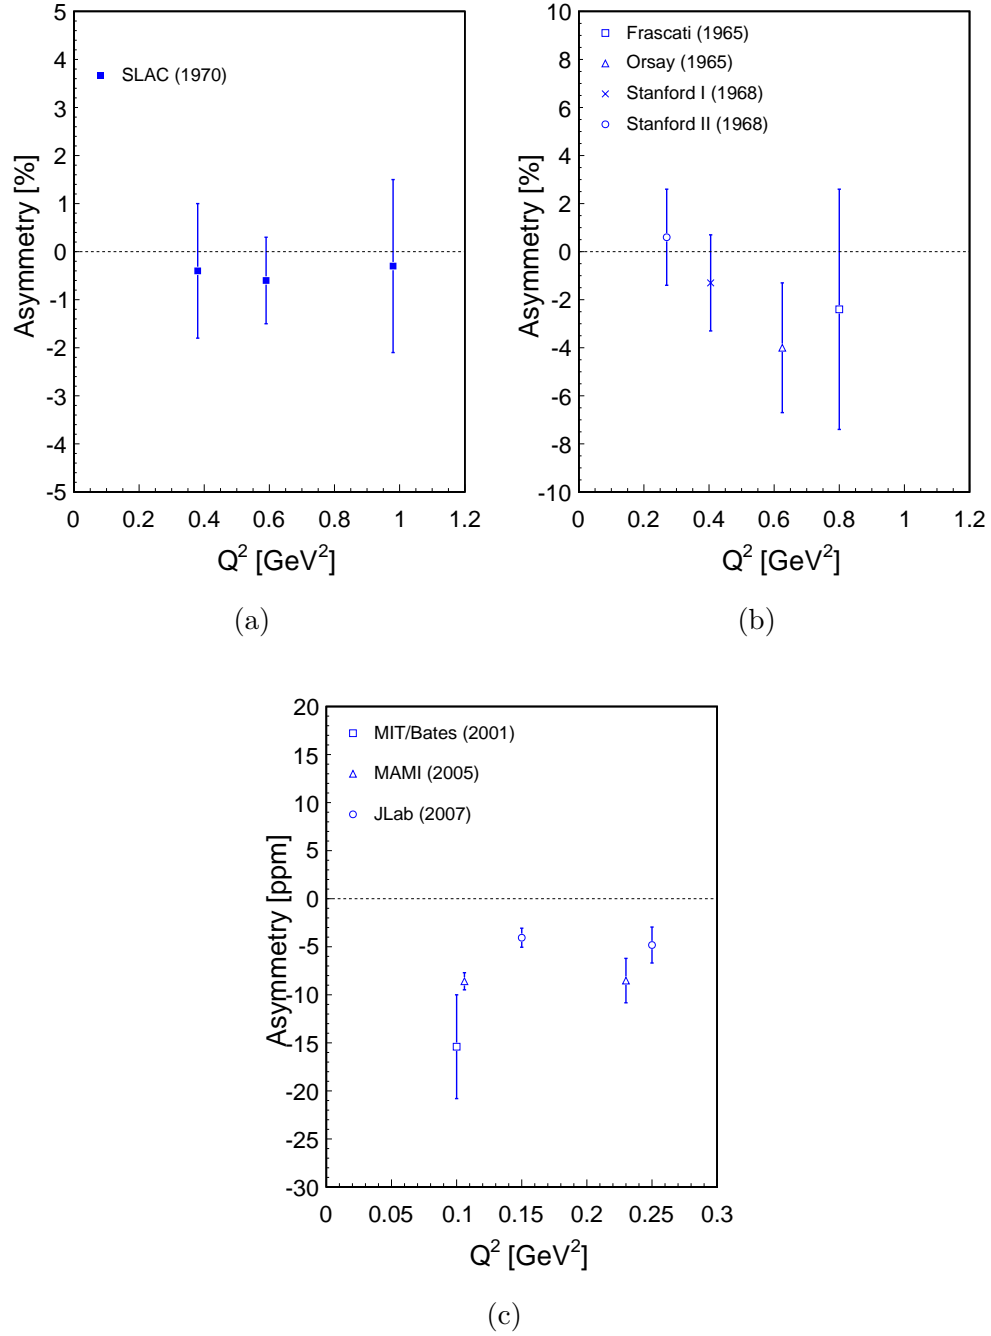 5
4
3
2
1
0
-1
-2
-3
-4
-5
Asymmetry [%]
SLAC (1970)
0 0.2 0.4 0.6 0.8 1 1.2
Q² [GeV²]
(a)
10
8
6
4
2
0
-2
-4
-6
-8
-10
Asymmetry [%]
Frascati (1965)
Orsay (1965)
Stanford I (1968)
Stanford II (1968)
0 0.2 0.4 0.6 0.8 1 1.2
Q² [GeV²]
(b)
20
15
10
5
0
-5
-10
-15
-20
-25
-30
Asymmetry [ppm]
MIT/Bates (2001)
MAMI (2005)
JLab (2007)
0 0.05 0.1 0.15 0.2 0.25 0.3
Q² [GeV²]
(c)